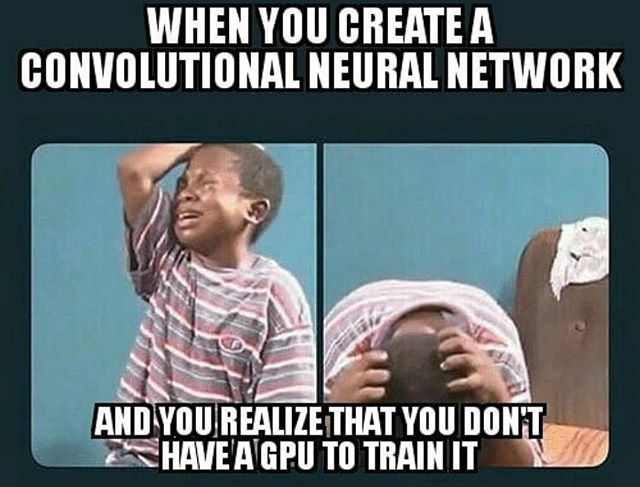 WHEN YOU CREATE A
CONVOLUTIONAL NEURAL NETWORK
AND YOU REALIZE THAT YOU DON'T
HAVE A GPU TO TRAIN IT